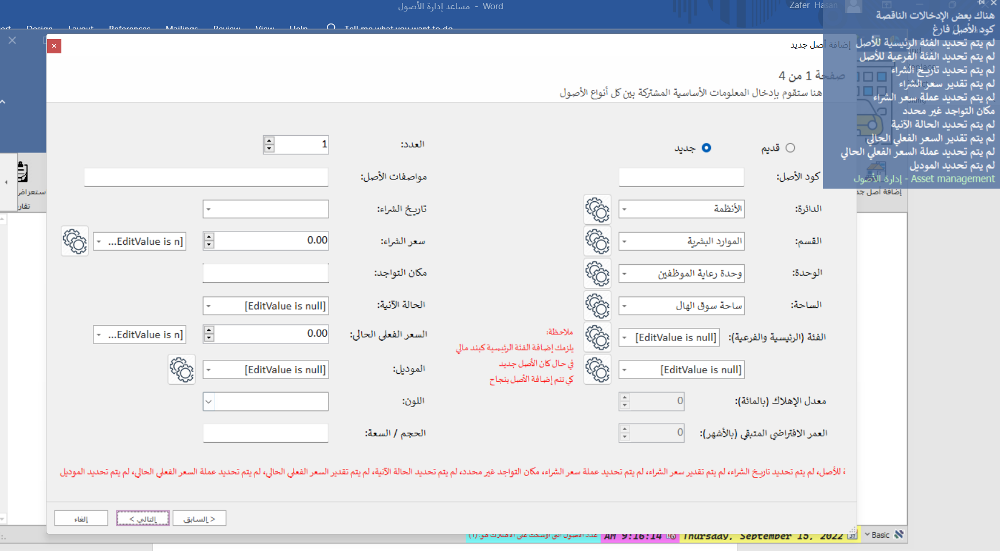 مساعد إدارة الأصول - Word
Zafer Hasan
Design Layout References Mailings Review View Help Tell me what you want to do
هناك بعض الإدخالات الناقصة
كود الأصل فارغ
لم يتم تحديد الفئة الرئيسية للأصل
لم يتم تحديد الفئة الفرعية للأصل
لم يتم تحديد تاريخ الشراء
لم يتم تقدير سعر الشراء
لم يتم تحديد عملة سعر الشراء
مكان التواجد غير محدد
لم يتم تحديد الحالة الآنية
لم يتم تقدير السعر الفعلي الحالي
لم يتم تحديد عملة السعر الفعلي الحالي
لم يتم تحديد الموديل
Asset management - إدارة الأصول
إضافة أصل جديد
صفحة 1 من 4
هنا ستقوم بإدخال المعلومات الأساسية المشتركة بين كل أنواع الأصول
قديم
جديد
العدد:
1
كود الأصل:
مواصفات الأصل:
الدائرة:
الأنظمة
تاريخ الشراء:
القسم:
الموارد البشرية
سعر الشراء:
0.00
[EditValue is n...
الوحدة:
وحدة رعاية الموظفين
مكان التواجد:
الساحة:
ساحة سوق الهال
الحالة الآنية:
[EditValue is null]
الفئة (الرئيسية والفرعية):
[EditValue is null]
ملاحظة:
يلزمك إضافة الفئة الرئيسية كبند مالي
في حال كان الأصل جديد
كي تتم إضافة الأصل بنجاح
السعر الفعلي الحالي:
0.00
[EditValue is n...
[EditValue is null]
الموديل:
[EditValue is null]
معدل الإهلاك (بالمائة):
0
اللون:
العمر الافتراضي المتبقي (بالأشهر):
0
الحجم / السعة:
للأصل، لم يتم تحديد تاريخ الشراء، لم يتم تقدير سعر الشراء، لم يتم تحديد عملة سعر الشراء، مكان التواجد غير محدد، لم يتم تحديد الحالة الآنية، لم يتم تقدير السعر الفعلي الحالي، لم يتم تحديد عملة السعر الفعلي الحالي، لم يتم تحديد الموديل
< السابق
التالي >
إلغاء
إضافة أصل
Basic
Thursday, September 15, 2022
9:16:14 AM
عدد الأصول التي أوشكت على الاهتلاك هو: (1)